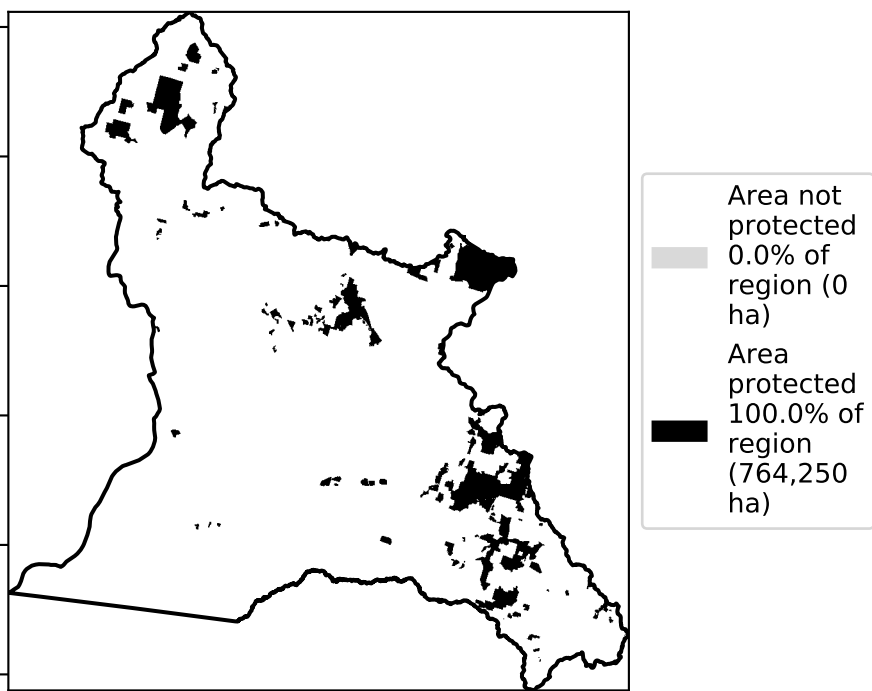 Area not
protected
0.0% of
region (0
ha)
Area
protected
100.0% of
region
(764,250
ha)